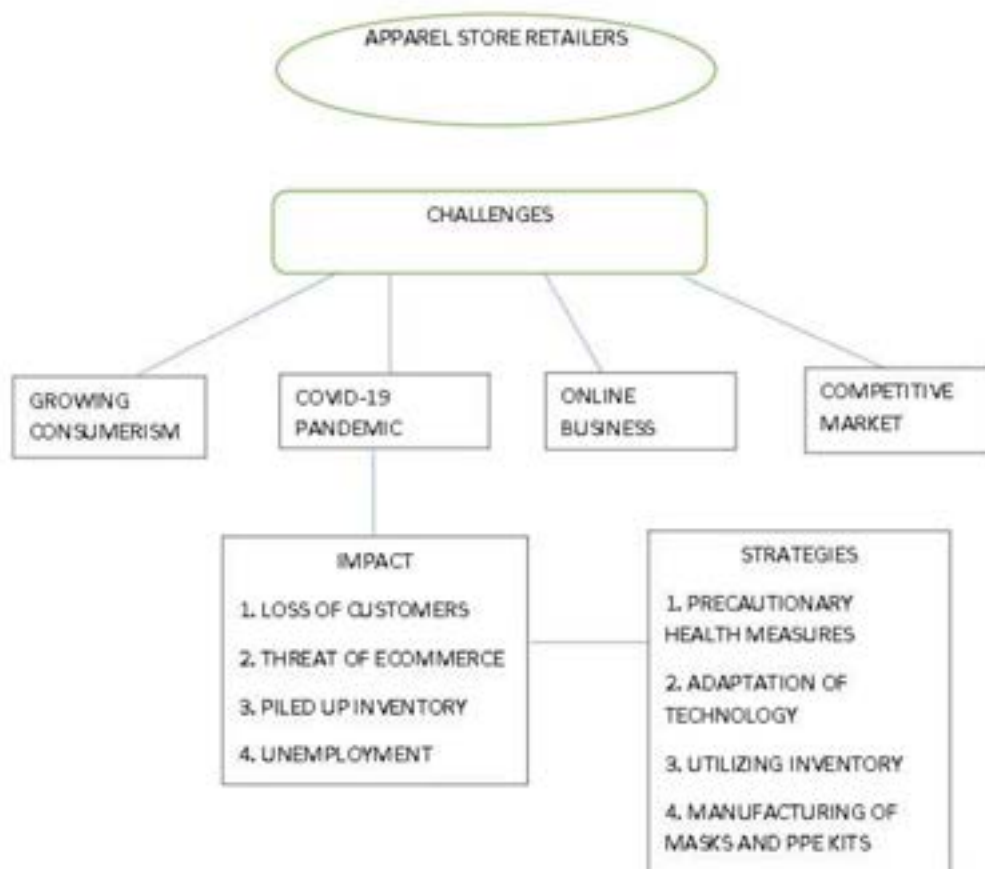 APPAREL STORE RETAILERS
CHALLENGES
GROWING
CONSUMERISM
COVID-19
PANDEMIC
ONLINE
BUSINESS
COMPETITIVE
MARKET
IMPACT
1. LOSS OF CUSTOMERS
2. THREAT OF ECOMMERCE
3. PILED UP INVENTORY
4. UNEMPLOYMENT
STRATEGIES
1. PRECAUTIONARY
HEALTH MEASURES
2. ADAPTATION OF
TECHNOLOGY
3. UTILIZING INVENTORY
4. MANUFACTURING OF
MASKS AND PPE KITS